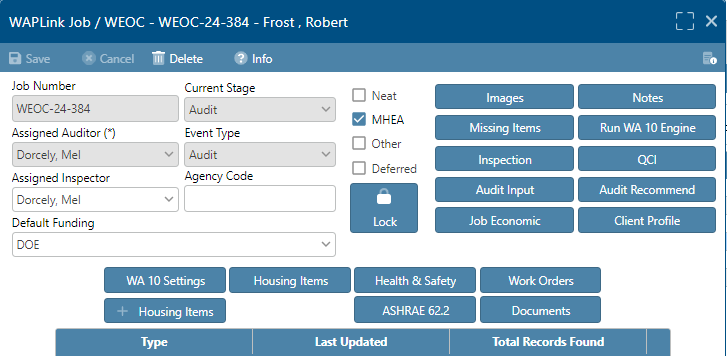 WAPLink Job / WEOC - WEOC-24-384 - Frost , Robert
Save Cancel Delete Info
Job Number Current Stage
WEOC-24-384 Audit
Neat
MHEA
Other
Deferred
Assigned Auditor (*) Event Type
Dorcely, Mel Audit
Assigned Inspector Agency Code
Dorcely, Mel
Lock
Default Funding
DOE
Images Notes
Missing Items Run WA 10 Engine
Inspection QCI
Audit Input Audit Recommend
Job Economic Client Profile
WA 10 Settings Housing Items Health & Safety Work Orders
+ Housing Items ASHRAE 62.2 Documents
Type Last Updated Total Records Found